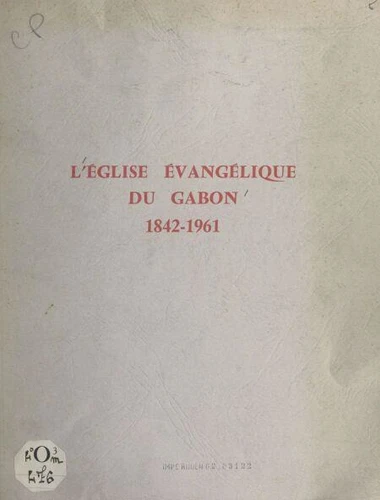 L'ÉGLISE ÉVANGÉLIQUE
DU GABON
1842-1961